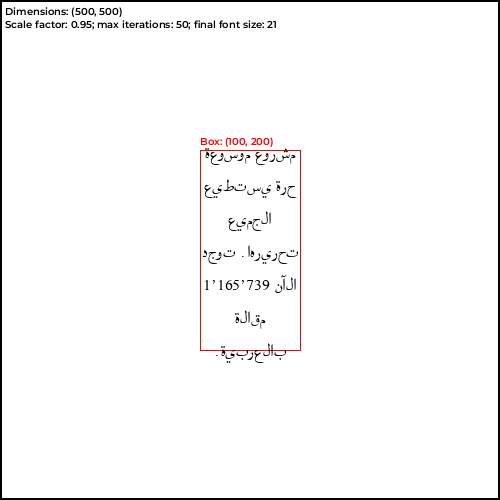 Dimensions: (500, 500)
Scale factor: 0.95; max iterations: 50; final font size: 21
Box: (100, 200)
مشروع موسوعة
حرة يستطيع
الجميع
تحريرها. توجد
الآن 1’165’739
مقالة
بالعربية.